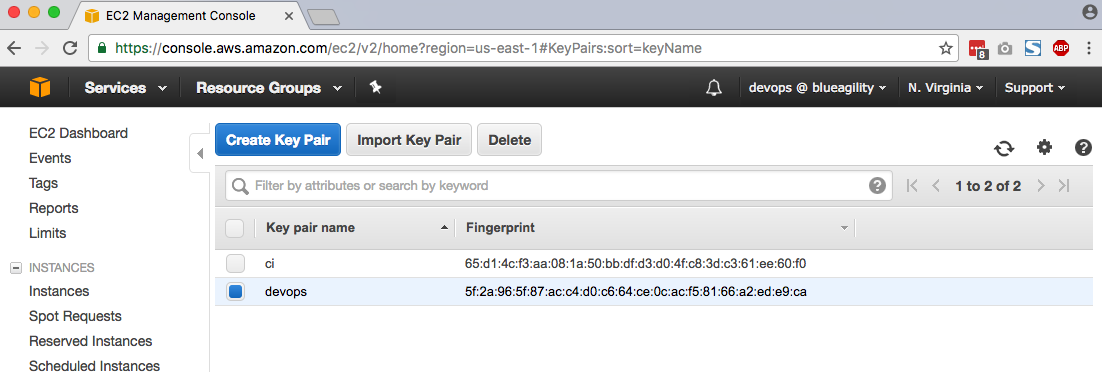 EC2 Management Console
https://console.aws.amazon.com/ec2/v2/home?region=us-east-1#KeyPairs:sort=keyName
8
S
ABP
Services
Resource Groups
devops @ blueagility
N. Virginia
Support
EC2 Dashboard
Events
Tags
Reports
Limits
INSTANCES
Instances
Spot Requests
Reserved Instances
Scheduled Instances
Create Key Pair
Import Key Pair
Delete
Filter by attributes or search by keyword
1 to 2 of 2
Key pair name
Fingerprint
ci
65:d1:4c:f3:aa:08:1a:50:bb:df:d3:d0:4f:c8:3d:c3:61:ee:60:f0
devops
5f:2a:96:5f:87:ac:c4:d0:c6:64:ce:0c:ac:f5:81:66:a2:ed:e9:ca